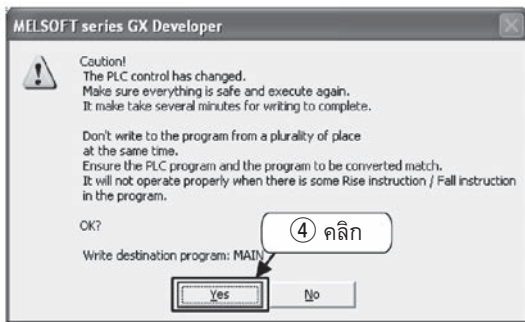 MELSOFT series GX Developer
Caution!
The PLC control has changed.
Make sure everything is safe and execute again.
It make take several minutes for writing to complete.
Don't write to the program from a plurality of place
at the same time.
Ensure the PLC program and the program to be converted match.
It will not operate properly when there is some Rise instruction / Fall instruction
in the program.
OK?
④ คลิก
Write destination program: MAIN
Yes No